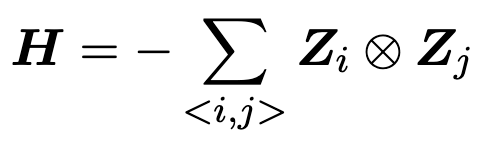 H = − ∑ Z_i ⊗ Z_j
<i,j>